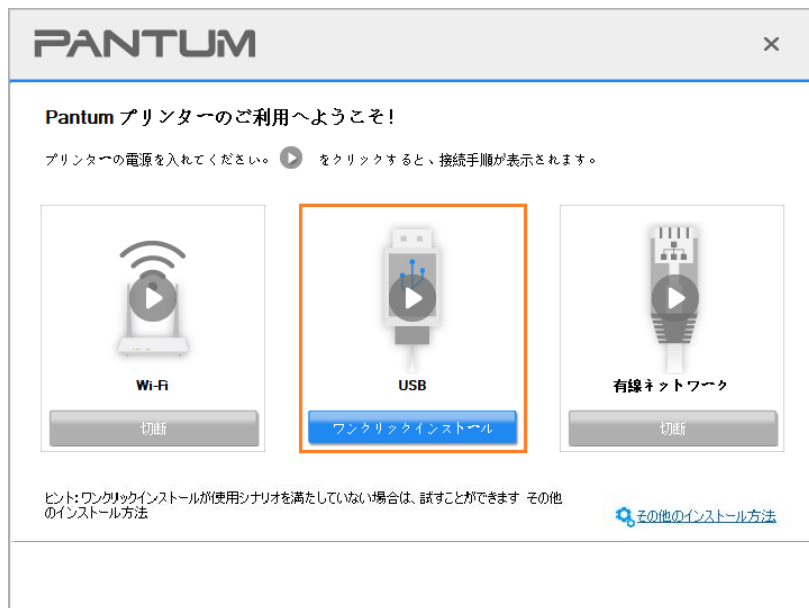 PANTUM
Pantum プリンターのご利用へようこそ!
プリンターの電源を入れてください。 をクリックすると、接続手順が表示されます。
Wi-Fi
切断
USB
ワンクリックインストール
有線ネットワーク
切断
ヒント: ワンクリックインストールが使用シナリオを満たしていない場合は、試すことができます その他
のインストール方法
その他のインストール方法